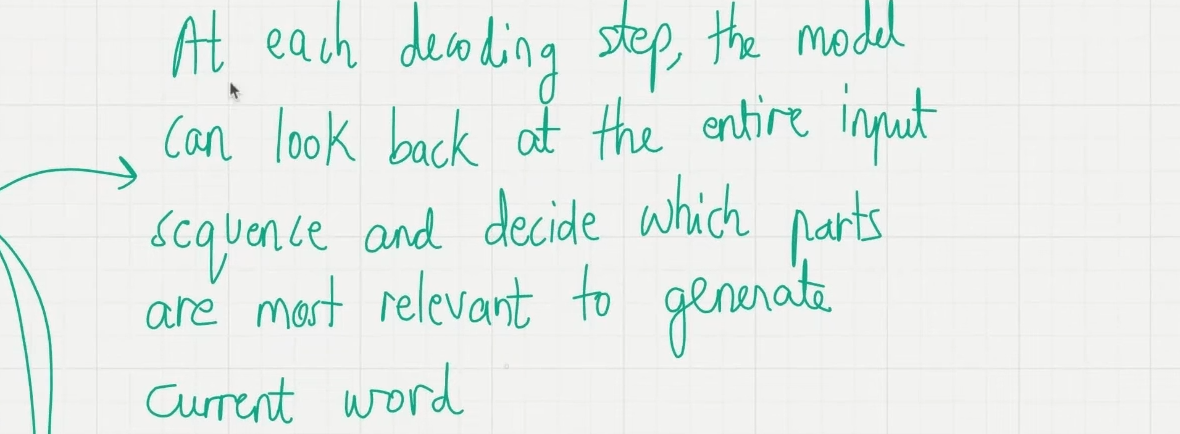 At each decoding step, the model
can look back at the entire input
sequence and decide which parts
are most relevant to generate
current word